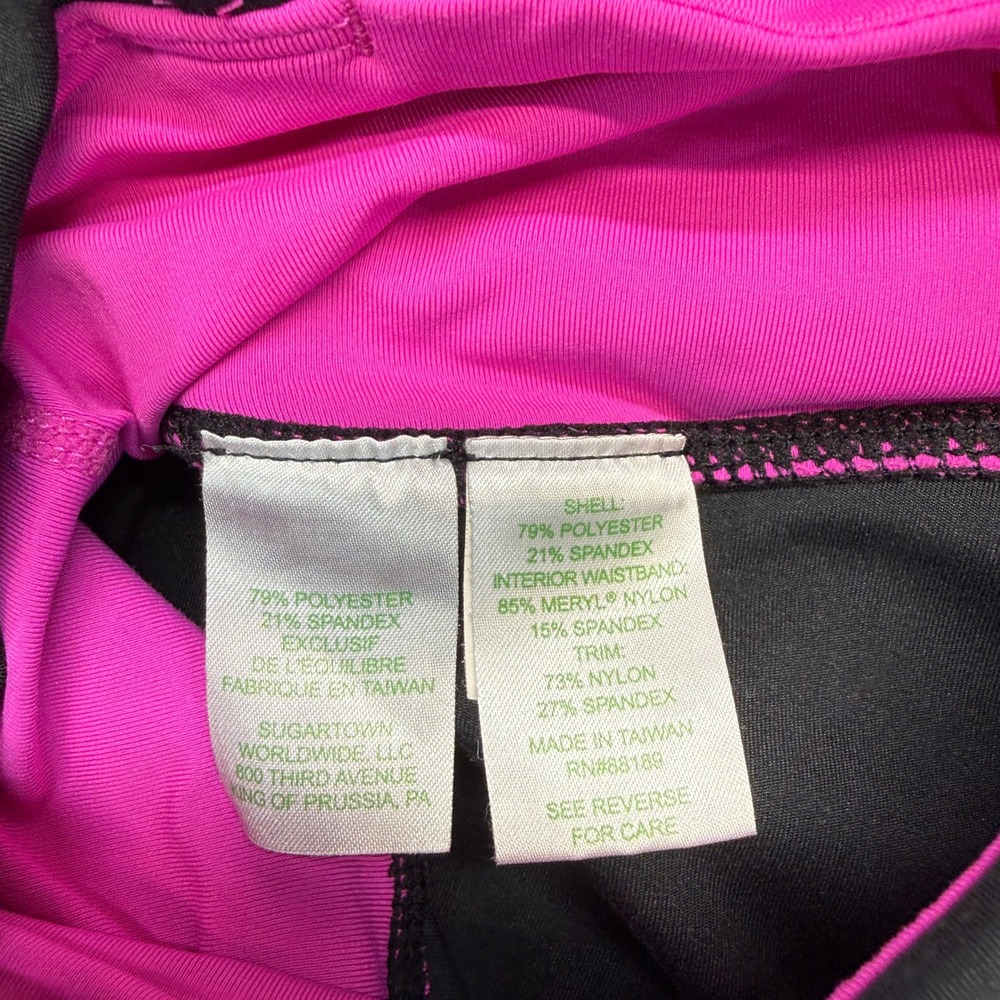 79% POLYESTER
21% SPANDEX
EXCLUSIF
DE L'EQUILIBRE
FABRIQUE EN TAIWAN
SUGARTOWN
WORLDWIDE, LLC
800 THIRD AVENUE
ING OF PRUSSIA, PA
SHELL:
79% POLYESTER
21% SPANDEX
INTERIOR WAISTBAND:
85% MERYL® NYLON
15% SPANDEX
TRIM:
73% NYLON
27% SPANDEX
MADE IN TAIWAN
RN#88189
SEE REVERSE
FOR CARE